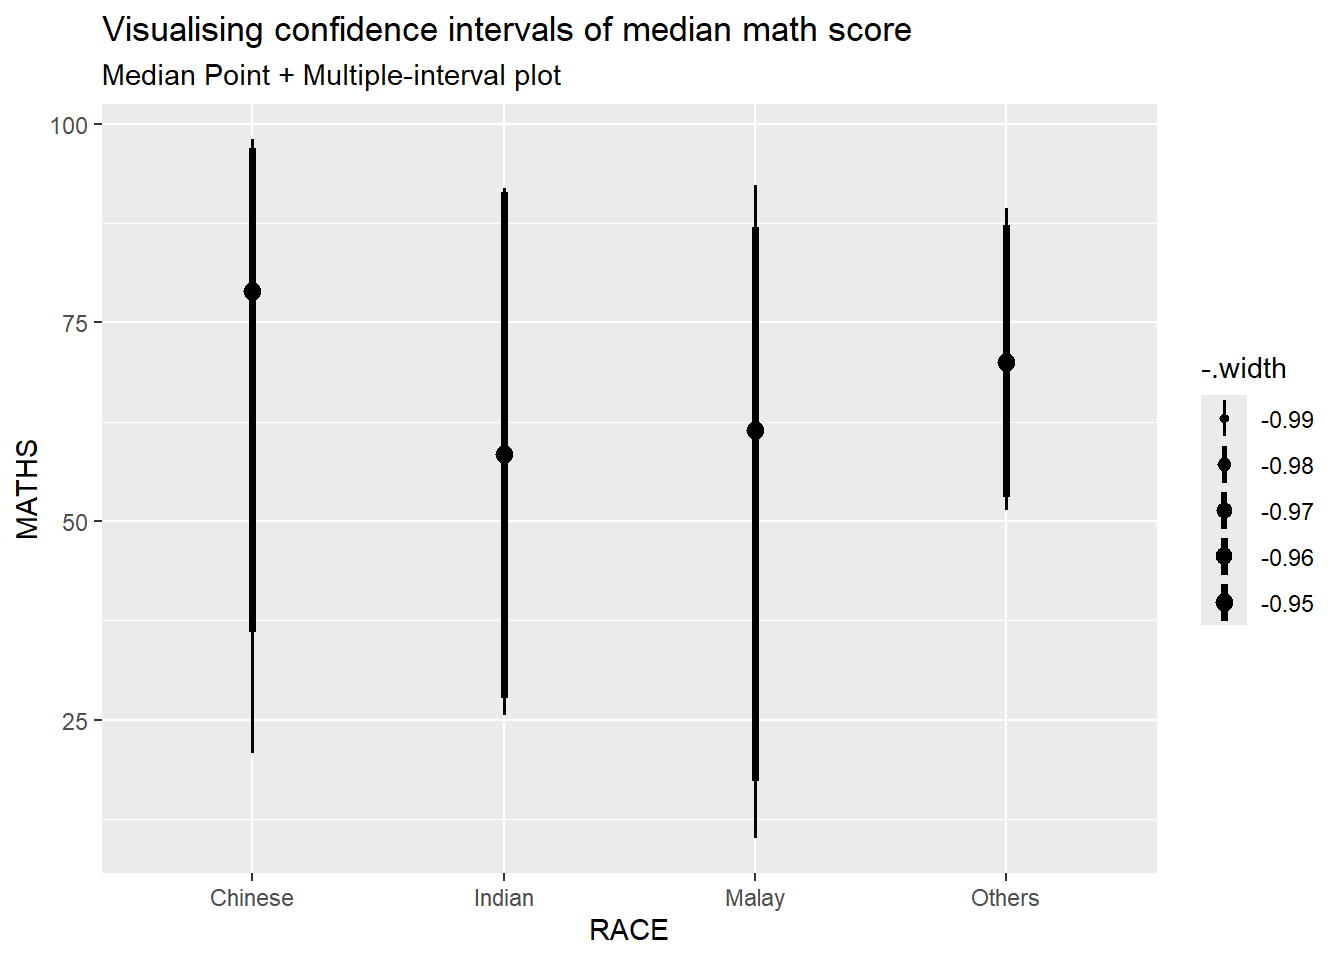 Visualising confidence intervals of median math score
Median Point + Multiple-interval plot
100
75
50
25
MATHS
Chinese Indian Malay Others
RACE
-.width
-0.99
-0.98
-0.97
-0.96
-0.95